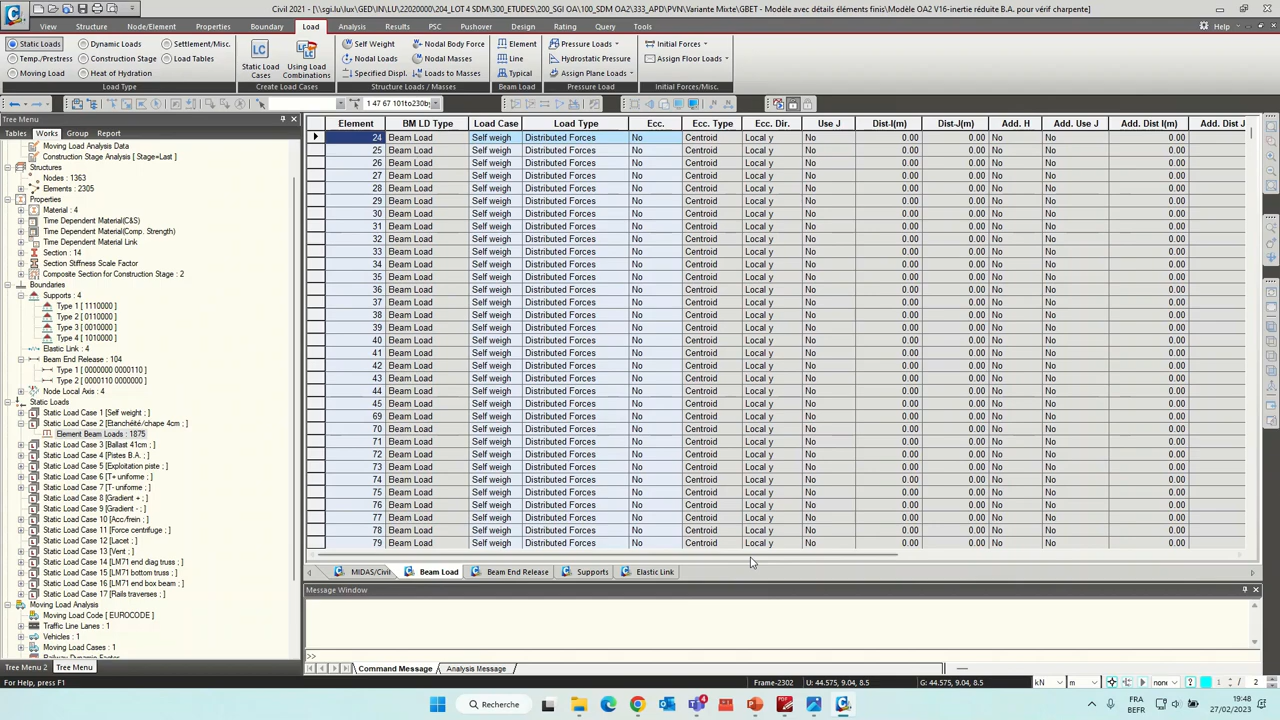 Civil 2021 - [\\sgi.lu\lux\GED\IN\LU\22020000\204_LOT 4 SDM\300_ETUDES\200_SGI OA\100_SDM OA2\333_APD\PVN\Variante Mixte\GBET - Modèle avec détails éléments finis\Modèle OA2 V16-inertie réduite B.A. pour vérif charpente]
View Structure Node/Element Properties Boundary Load Analysis Results PSC Pushover Design Rating Query Tools Help
Static Loads Dynamic Loads Settlement/Misc.
Temp./Prestress Construction Stage Load Tables
Moving Load Heat of Hydration
Load Type
Static Load Cases Using Load Combinations
Create Load Cases
Self Weight Nodal Body Force
Nodal Loads Nodal Masses
Specified Displ. Loads to Masses
Structure Loads / Masses
Element
Line
Typical
Beam Load
Pressure Loads
Hydrostatic Pressure
Assign Plane Loads
Pressure Load
Initial Forces
Assign Floor Loads
Initial Forces/Misc.
1 47 67 101to230by
Tree Menu
Tables Works Group Report
Moving Load Analysis Data
Construction Stage Analysis [ Stage=Last ]
Structures
Nodes : 1363
Elements : 2305
Properties
Material : 4
Time Dependent Material(C&S)
Time Dependent Material(Comp. Strength)
Time Dependent Material Link
Section : 14
Section Stiffness Scale Factor
Composite Section for Construction Stage : 2
Boundaries
Supports : 4
Type 1 [ 1110000 ]
Type 2 [ 0110000 ]
Type 3 [ 0010000 ]
Type 4 [ 1010000 ]
Elastic Link : 4
Beam End Release : 104
Type 1 [ 0000000 0000110 ]
Type 2 [ 0000110 0000000 ]
Node Local Axis : 4
Static Loads
Static Load Case 1 [Self weight ; ]
Static Load Case 2 [Etanchéité/chape 4cm ; ]
Element Beam Loads : 1875
Static Load Case 3 [Ballast 41cm ; ]
Static Load Case 4 [Pistes B.A. ; ]
Static Load Case 5 [Exploitation piste ; ]
Static Load Case 6 [T+ uniforme ; ]
Static Load Case 7 [T- uniforme ; ]
Static Load Case 8 [Gradient + ; ]
Static Load Case 9 [Gradient - ; ]
Static Load Case 10 [Acc/frein ; ]
Static Load Case 11 [Force centrifuge ; ]
Static Load Case 12 [Lacet ; ]
Static Load Case 13 [Vent ; ]
Static Load Case 14 [LM71 end diag truss ; ]
Static Load Case 15 [LM71 bottom truss ; ]
Static Load Case 16 [LM71 end box beam ; ]
Static Load Case 17 [Rails traverses ; ]
Moving Load Analysis
Moving Load Code [ EUROCODE ]
Traffic Line Lanes : 1
Vehicles : 1
Moving Load Cases : 1
Tree Menu 2 Tree Menu
Element BM LD Type Load Case Load Type Ecc. Ecc. Type Ecc. Dir. Use J Dist-I(m) Dist-J(m) Add. H Add. Use J Add. Dist I(m) Add. Dist J
24 Beam Load Self weigh Distributed Forces No Centroid Local y No 0.00 0.00 No No 0.00
25 Beam Load Self weigh Distributed Forces No Centroid Local y No 0.00 0.00 No No 0.00
26 Beam Load Self weigh Distributed Forces No Centroid Local y No 0.00 0.00 No No 0.00
27 Beam Load Self weigh Distributed Forces No Centroid Local y No 0.00 0.00 No No 0.00
28 Beam Load Self weigh Distributed Forces No Centroid Local y No 0.00 0.00 No No 0.00
29 Beam Load Self weigh Distributed Forces No Centroid Local y No 0.00 0.00 No No 0.00
30 Beam Load Self weigh Distributed Forces No Centroid Local y No 0.00 0.00 No No 0.00
31 Beam Load Self weigh Distributed Forces No Centroid Local y No 0.00 0.00 No No 0.00
32 Beam Load Self weigh Distributed Forces No Centroid Local y No 0.00 0.00 No No 0.00
33 Beam Load Self weigh Distributed Forces No Centroid Local y No 0.00 0.00 No No 0.00
34 Beam Load Self weigh Distributed Forces No Centroid Local y No 0.00 0.00 No No 0.00
35 Beam Load Self weigh Distributed Forces No Centroid Local y No 0.00 0.00 No No 0.00
36 Beam Load Self weigh Distributed Forces No Centroid Local y No 0.00 0.00 No No 0.00
37 Beam Load Self weigh Distributed Forces No Centroid Local y No 0.00 0.00 No No 0.00
38 Beam Load Self weigh Distributed Forces No Centroid Local y No 0.00 0.00 No No 0.00
39 Beam Load Self weigh Distributed Forces No Centroid Local y No 0.00 0.00 No No 0.00
40 Beam Load Self weigh Distributed Forces No Centroid Local y No 0.00 0.00 No No 0.00
41 Beam Load Self weigh Distributed Forces No Centroid Local y No 0.00 0.00 No No 0.00
42 Beam Load Self weigh Distributed Forces No Centroid Local y No 0.00 0.00 No No 0.00
43 Beam Load Self weigh Distributed Forces No Centroid Local y No 0.00 0.00 No No 0.00
44 Beam Load Self weigh Distributed Forces No Centroid Local y No 0.00 0.00 No No 0.00
45 Beam Load Self weigh Distributed Forces No Centroid Local y No 0.00 0.00 No No 0.00
69 Beam Load Self weigh Distributed Forces No Centroid Local y No 0.00 0.00 No No 0.00
70 Beam Load Self weigh Distributed Forces No Centroid Local y No 0.00 0.00 No No 0.00
71 Beam Load Self weigh Distributed Forces No Centroid Local y No 0.00 0.00 No No 0.00
72 Beam Load Self weigh Distributed Forces No Centroid Local y No 0.00 0.00 No No 0.00
73 Beam Load Self weigh Distributed Forces No Centroid Local y No 0.00 0.00 No No 0.00
74 Beam Load Self weigh Distributed Forces No Centroid Local y No 0.00 0.00 No No 0.00
75 Beam Load Self weigh Distributed Forces No Centroid Local y No 0.00 0.00 No No 0.00
76 Beam Load Self weigh Distributed Forces No Centroid Local y No 0.00 0.00 No No 0.00
77 Beam Load Self weigh Distributed Forces No Centroid Local y No 0.00 0.00 No No 0.00
78 Beam Load Self weigh Distributed Forces No Centroid Local y No 0.00 0.00 No No 0.00
79 Beam Load Self weigh Distributed Forces No Centroid Local y No 0.00 0.00 No No 0.00
MIDAS/Civil Beam Load Beam End Release Supports Elastic Link
Message Window
>>
Command Message Analysis Message
For Help, press F1
Frame-2302 U: 44.575, 9.04, 8.5 G: 44.575, 9.04, 8.5 kN m none 1 / 2
Recherche
FRA
BEFR
19:48
27/02/2023